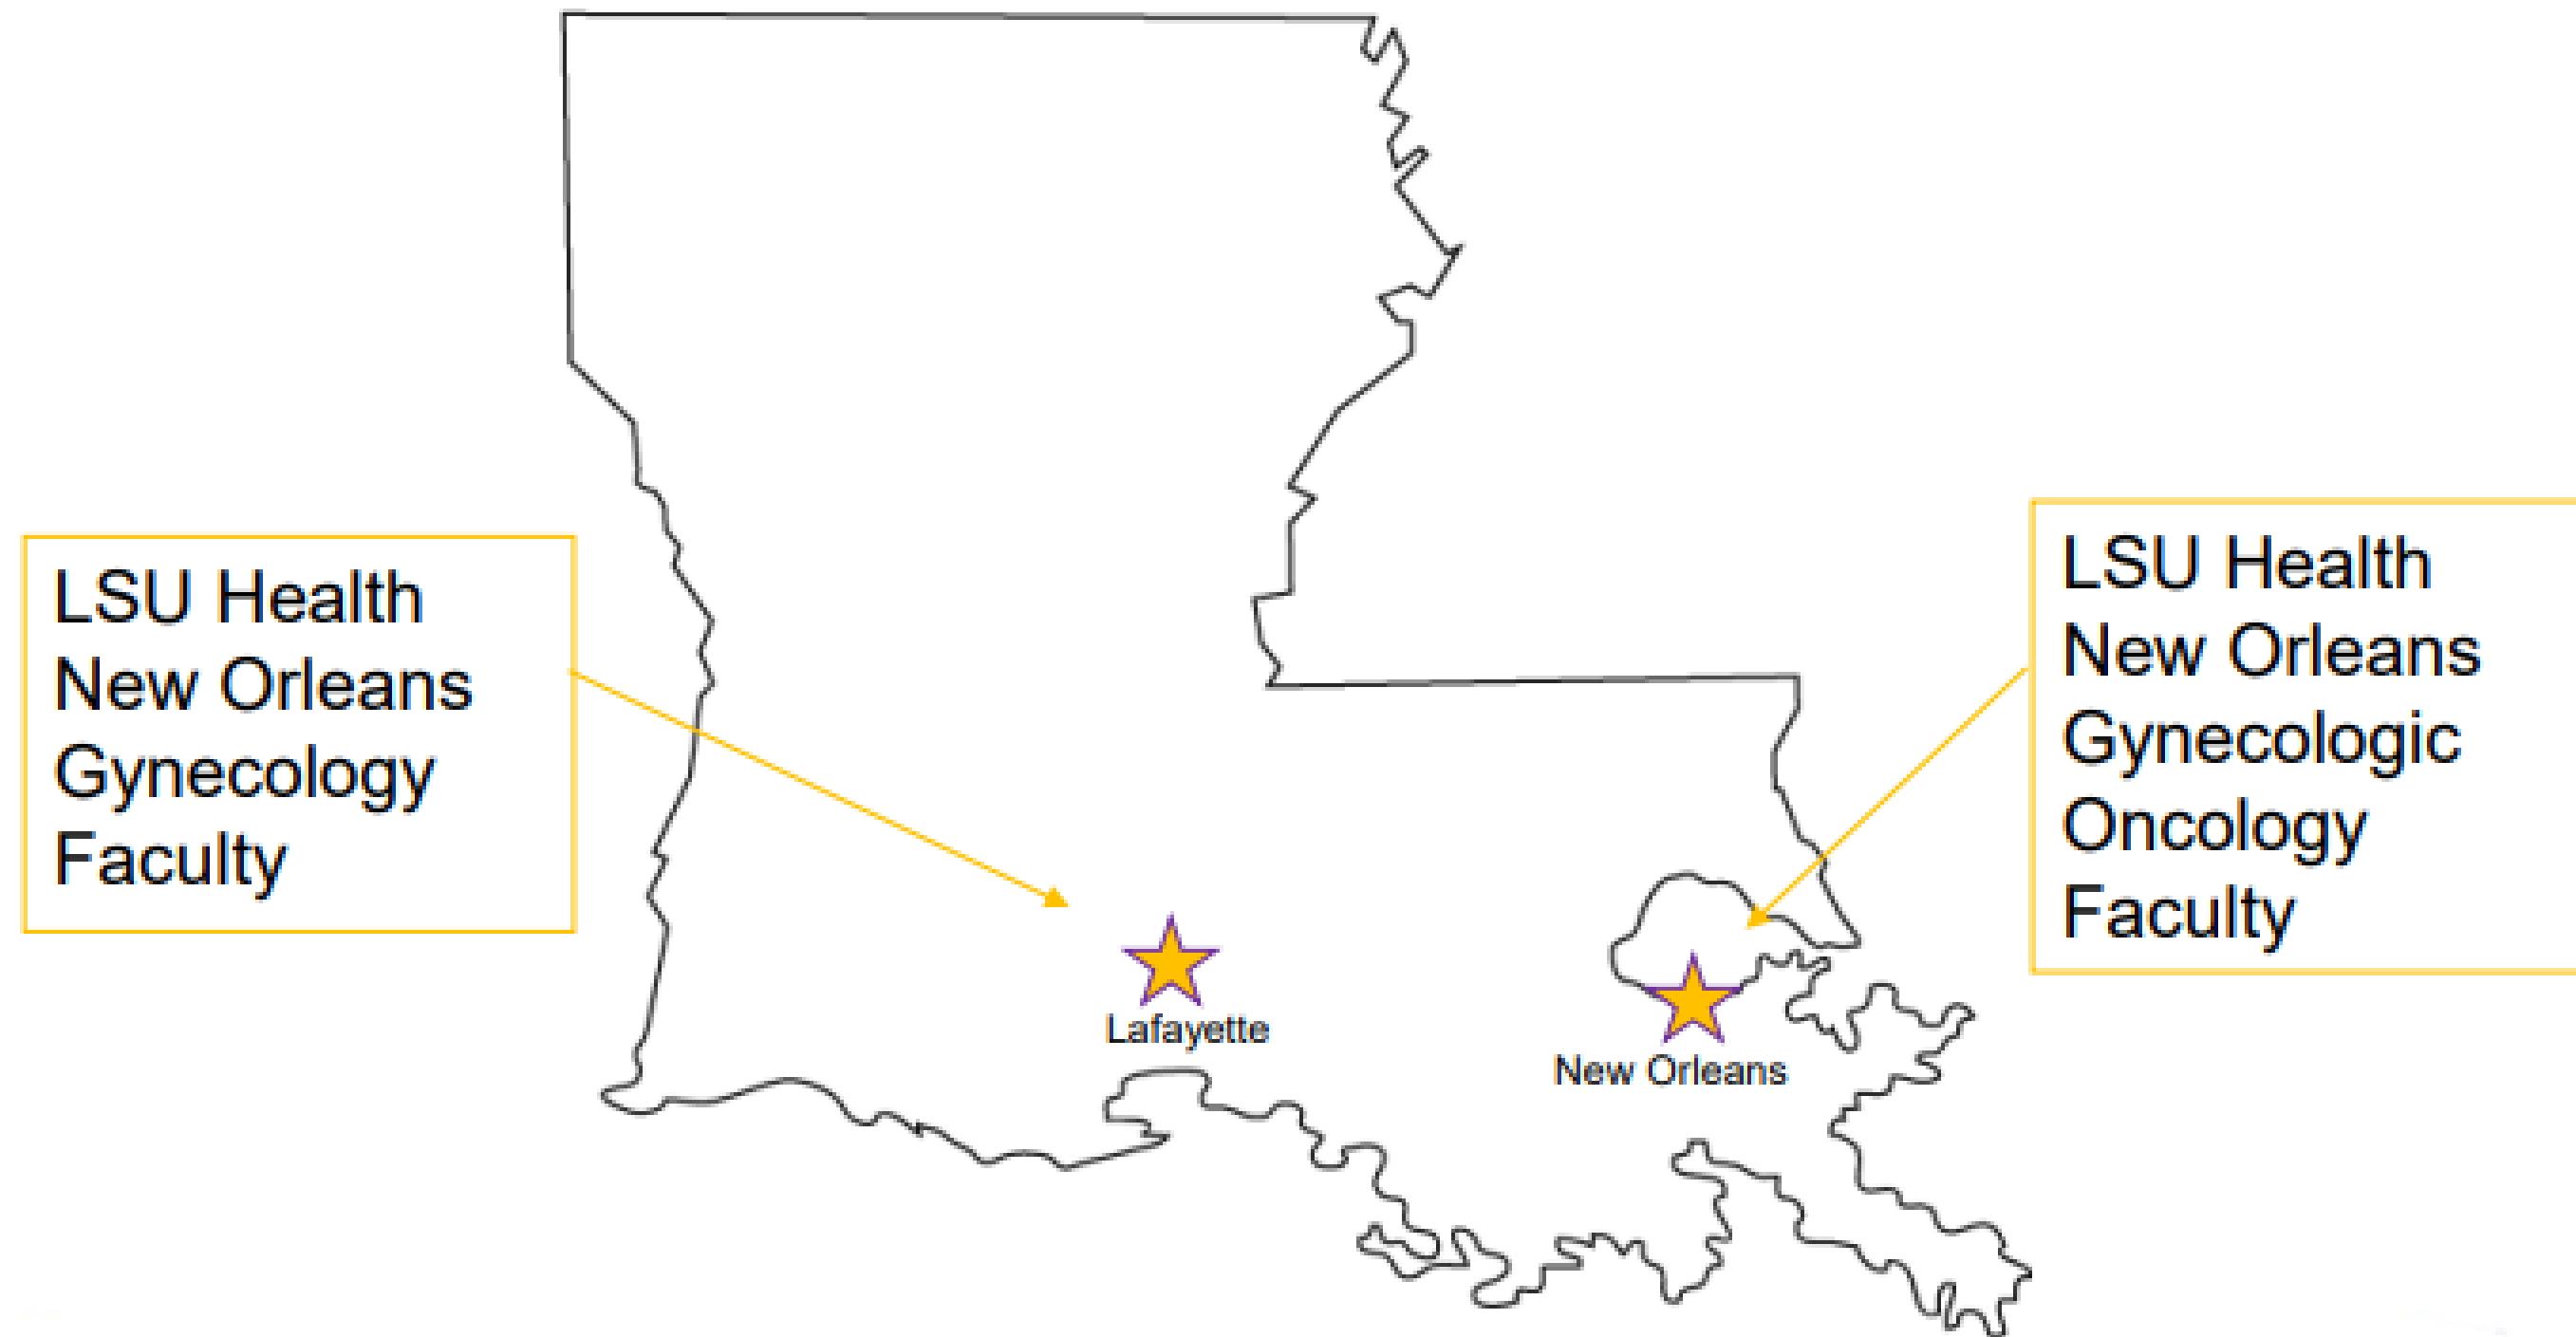 LSU Health
New Orleans
Gynecology
Faculty
LSU Health
New Orleans
Gynecologic
Oncology
Faculty
Lafayette
New Orleans